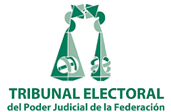 TRIBUNAL ELECTORAL
del Poder Judicial de la Federación